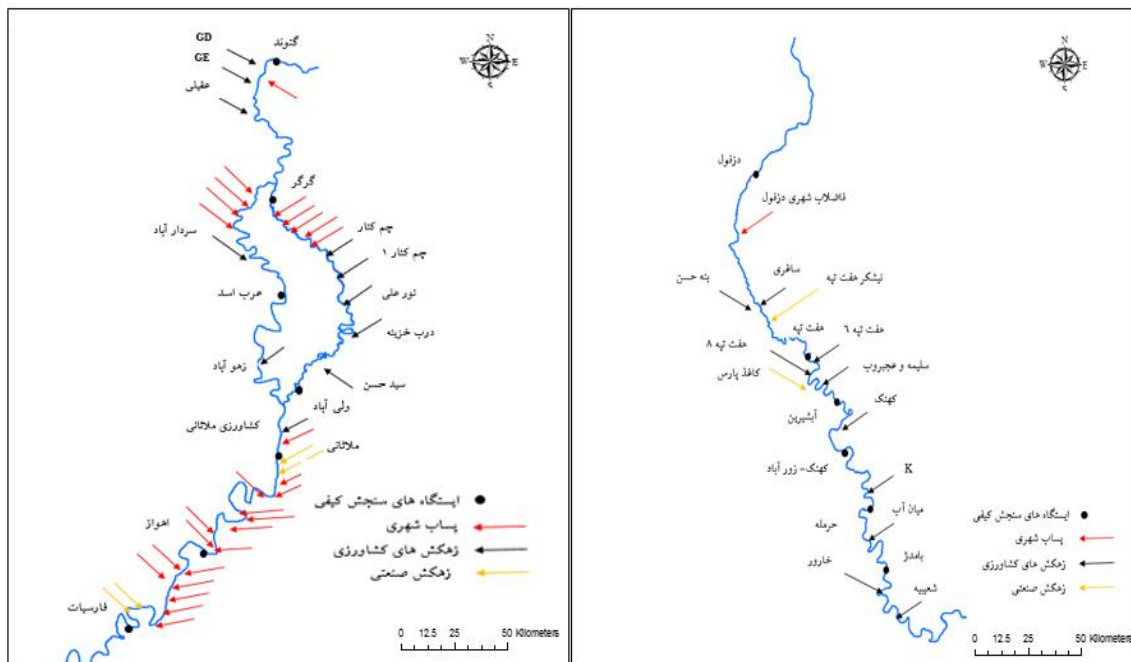 GD
گتوند
GE
عقیلی
گرگر
چم کنار
سردار آباد
چم کنار ۱
نور علی
عرب اسد
درب خزینه
زهو آباد
سید حسن
ولی آباد
کشاورزی ملاثانی
ملاثانی
اهواز
فارسیات
ایستگاه های سنجش کیفی
پساب شهری
زهکش های کشاورزی
زهکش صنعتی
N
W E
S
0 12.5 25 50 Kilometers
N
W E
S
دزفول
فاضلاب شهری دزفول
سافری
بنه حسن
نیشکر هفت تپه
هفت تپه
هفت تپه ٦
هفت تپه ۸
سلیمه و عجیروب
کاغذ پارس
کهنک
آبشیرین
کهنک- زور آباد
K
میان آب
حرمله
بامدژ
خارور
شعیبیه
ایستگاه های سنجش کیفی
پساب شهری
زهکش های کشاورزی
زهکش صنعتی
0 12.5 25 50 Kilometers